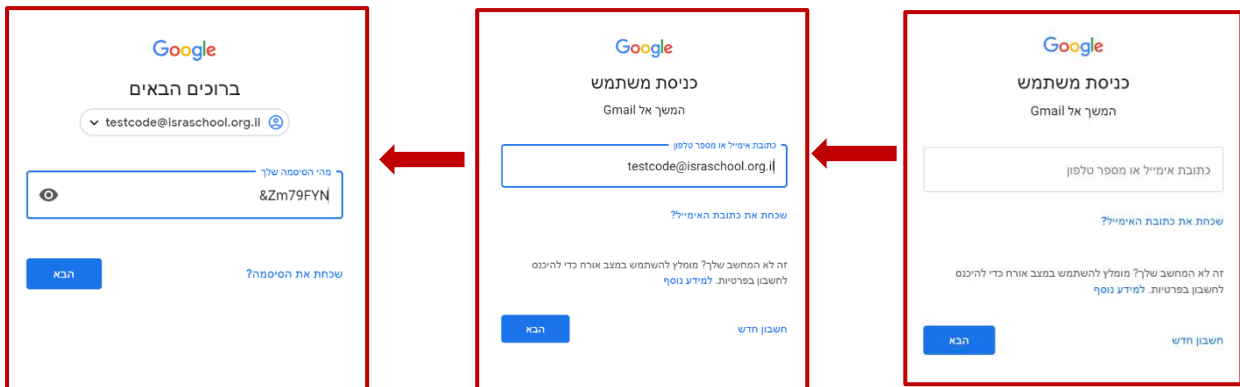 Google
כניסת משתמש
המשך אל Gmail
כתובת אימייל או מספר טלפון
שכחת את כתובת האימייל?
זה לא המחשב שלך? מומלץ להשתמש במצב אורח כדי להיכנס
לחשבון בפרטיות. למידע נוסף
חשבון חדש
הבא
Google
כניסת משתמש
המשך אל Gmail
כתובת אימייל או מספר טלפון
testcode@israschool.org.il
שכחת את כתובת האימייל?
זה לא המחשב שלך? מומלץ להשתמש במצב אורח כדי להיכנס
לחשבון בפרטיות. למידע נוסף
חשבון חדש
הבא
Google
ברוכים הבאים
testcode@israschool.org.il
מהי הסיסמה שלך
&Zm79FYN
שכחת את הסיסמה?
הבא